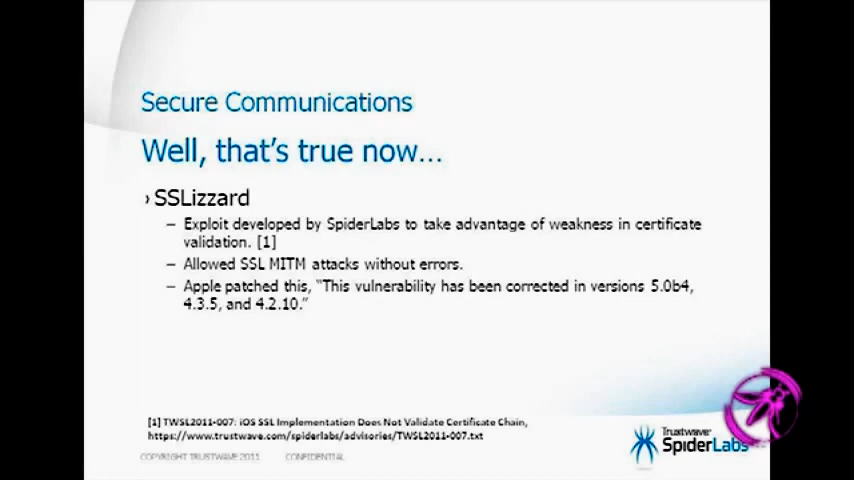 Secure Communications
Well, that's true now...
› SSLizzard
– Exploit developed by SpiderLabs to take advantage of weakness in certificate
validation. [1]
– Allowed SSL MITM attacks without errors.
– Apple patched this, “This vulnerability has been corrected in versions 5.0b4,
4.3.5, and 4.2.10.”
[1] TWSL2011-007: iOS SSL Implementation Does Not Validate Certificate Chain,
https://www.trustwave.com/spiderlabs/advisories/TWSL2011-007.txt
Trustwave®
SpiderLabs
COPYRIGHT TRUSTWAVE 2011 CONFIDENTIAL